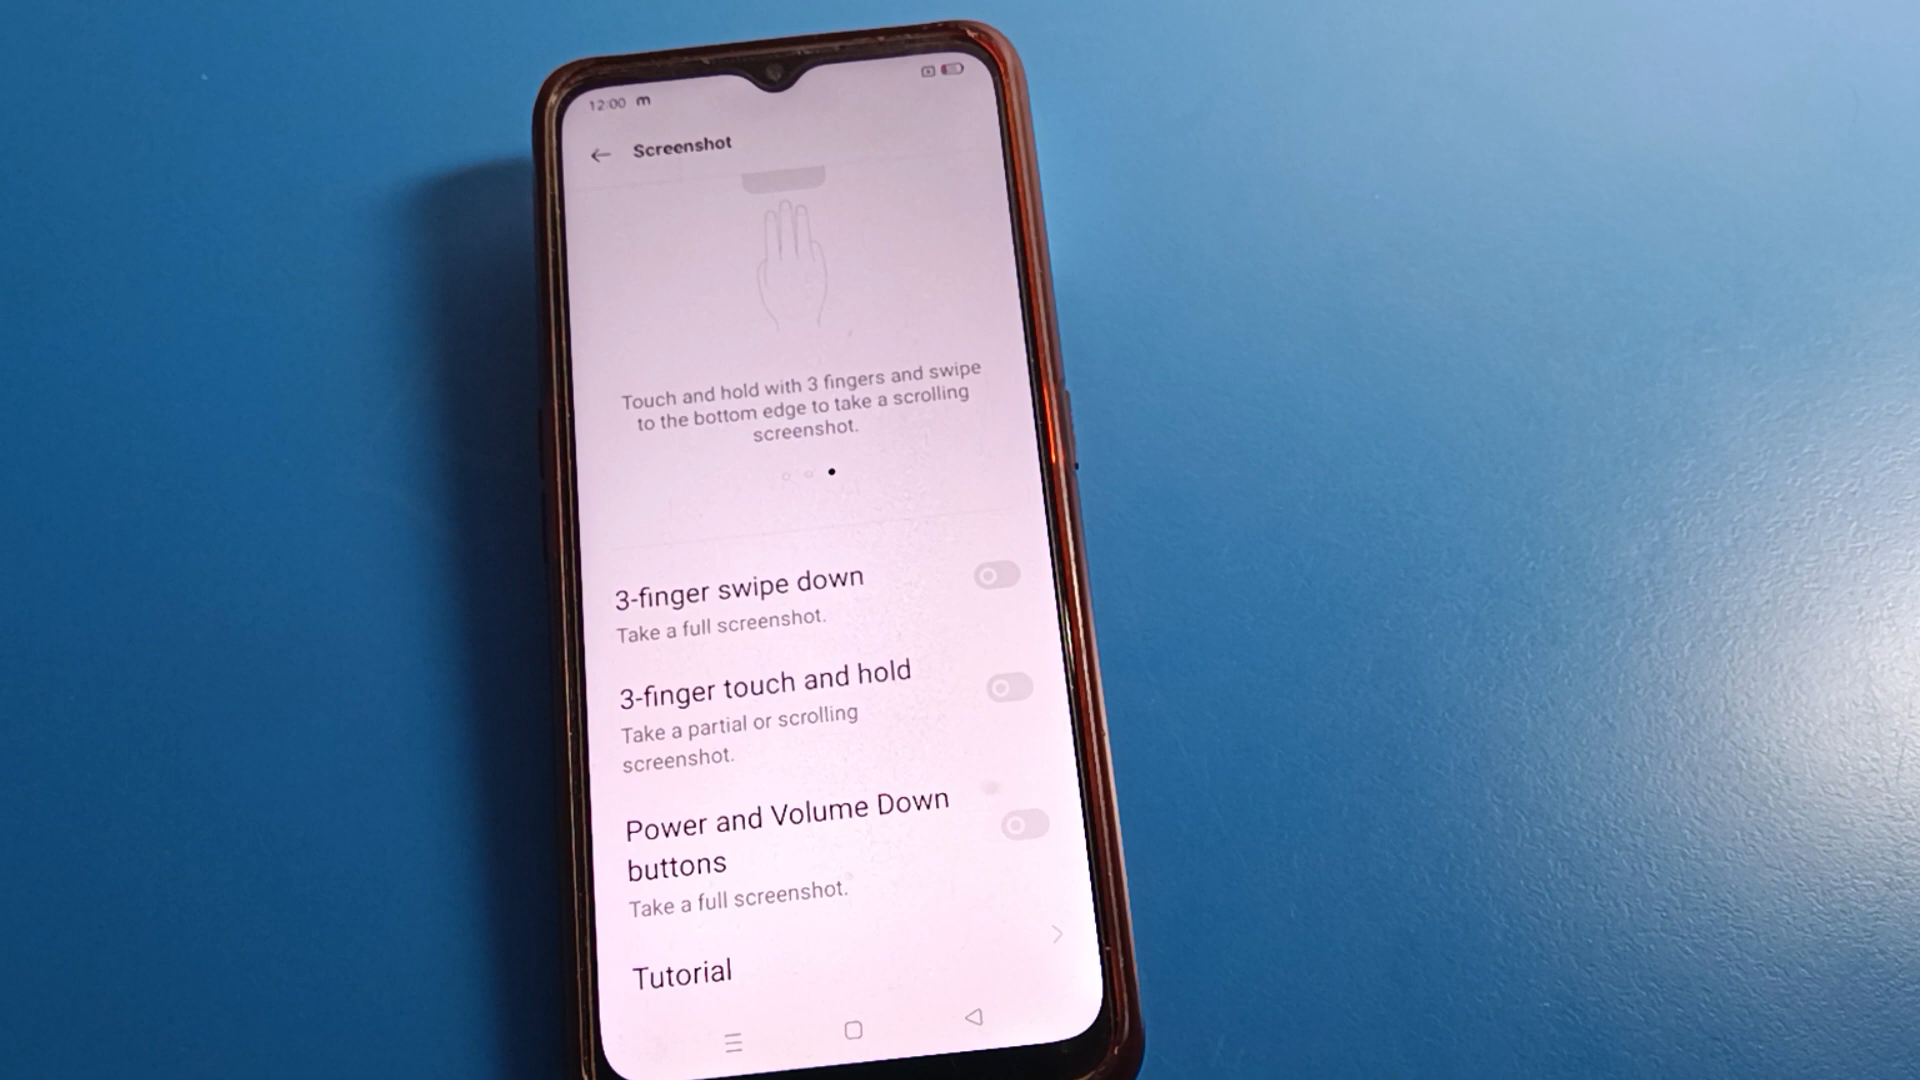 12:00 m
Screenshot
Touch and hold with 3 fingers and swipe
to the bottom edge to take a scrolling
screenshot.
3-finger swipe down
Take a full screenshot.
3-finger touch and hold
Take a partial or scrolling
screenshot.
Power and Volume Down
buttons
Take a full screenshot.
Tutorial